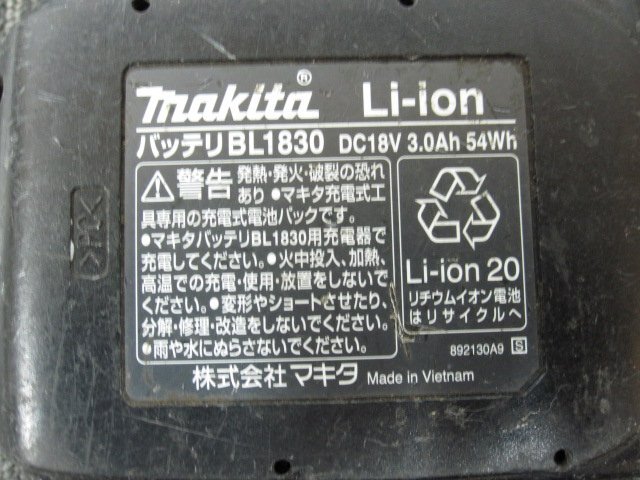 makita® Li-ion
バッテリBL1830 DC18V 3.0Ah 54Wh
⚠警告 発熱・発火・破裂の恐れ
あり ●マキタ充電式工
具専用の充電式電池パックです。
●マキタバッテリBL1830用充電器で
充電してください。●火中投入、加熱、
高温での充電・使用・放置をしないで
ください。●変形やショートさせたり、
分解・修理・改造をしないでください。
●雨や水にぬらさないでください。
Li-ion 20
リチウムイオン電池
はリサイクルへ
892130A9 S
株式会社マキタ Made in Vietnam